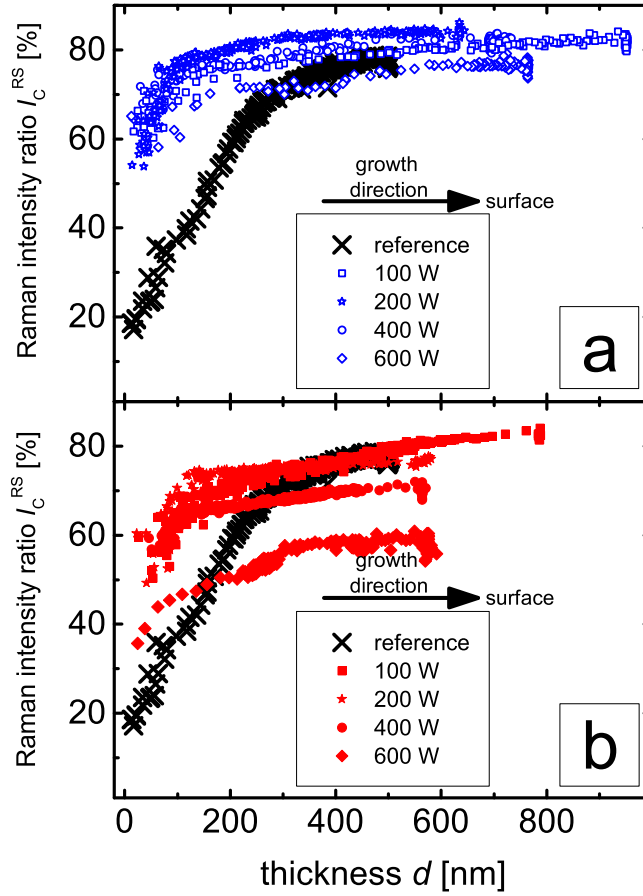 a
80
60
40
20
Raman intensity ratio I_C^RS [%]
growth
direction
surface
reference
100 W
200 W
400 W
600 W
b
80
60
40
20
Raman intensity ratio I_C^RS [%]
growth
direction
surface
reference
100 W
200 W
400 W
600 W
0 200 400 600 800
thickness d [nm]